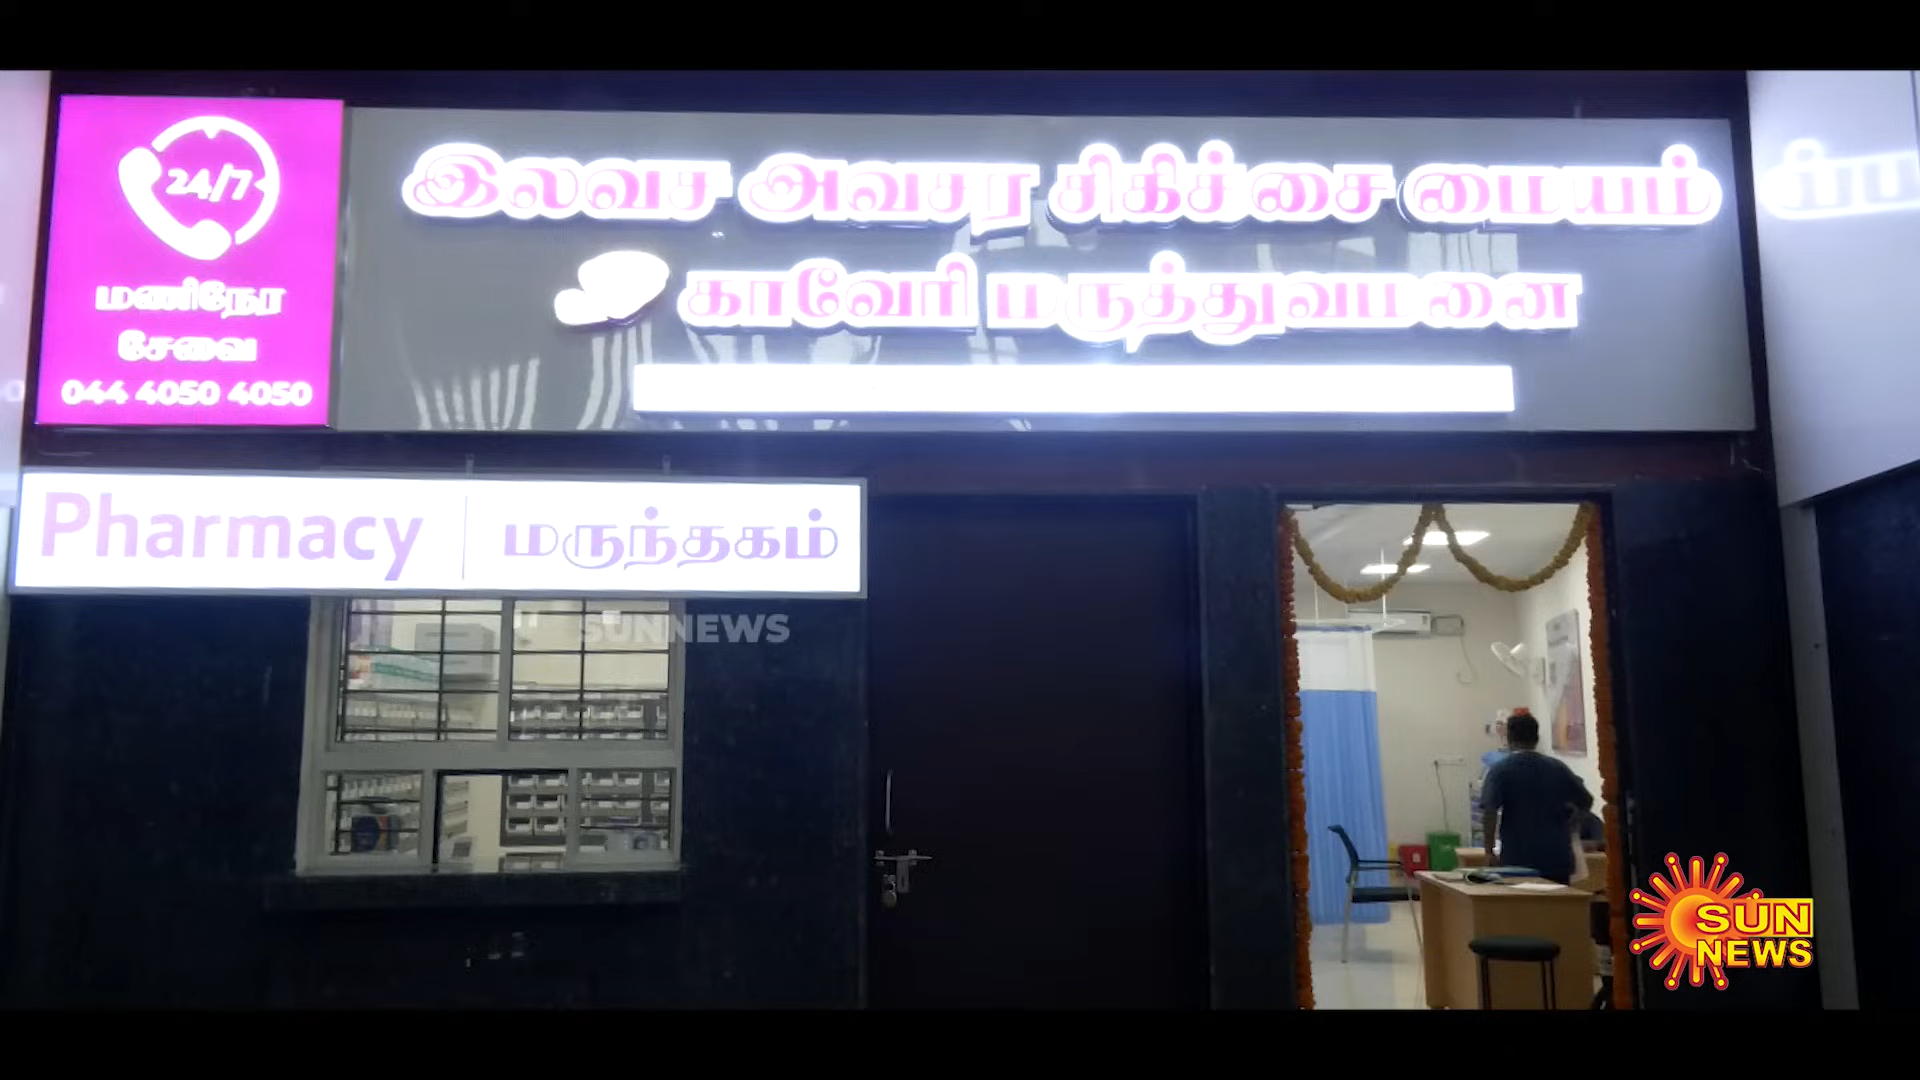 24/7
மணிநேர
சேவை
044 4050 4050
இலவச அவசர சிகிச்சை மையம்
காவேரி மருத்துவமனை
Pharmacy மருந்தகம்
SUNNEWS
SUN
NEWS